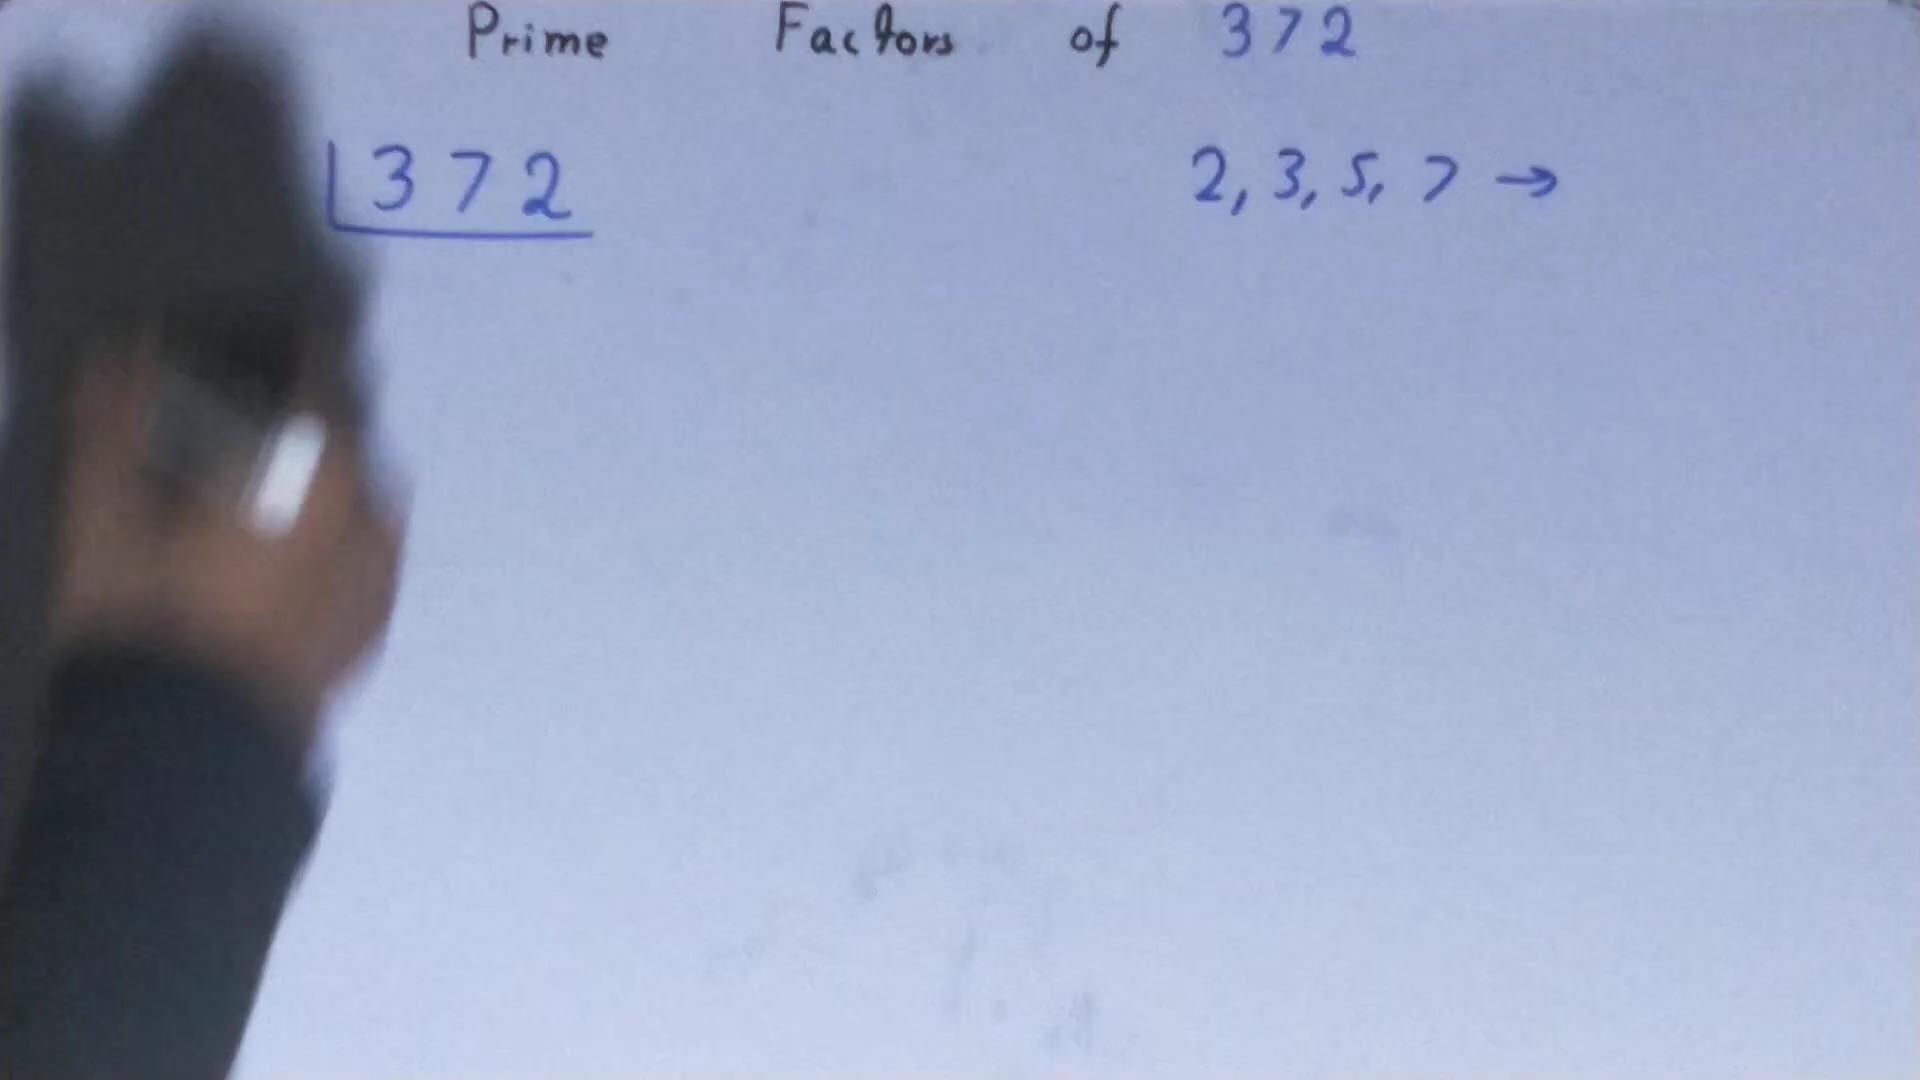 Prime Factors of 372
372
2, 3, 5, 7 →